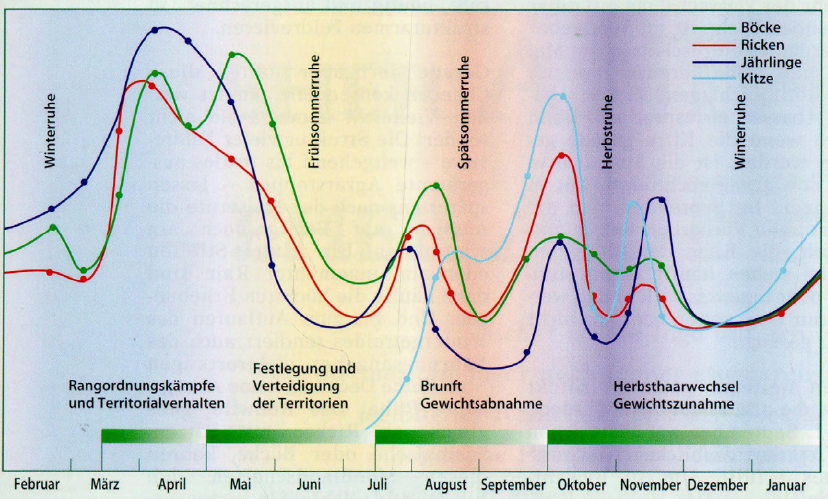 Böcke
Ricken
Jährlinge
Kitze
Winterruhe
Frühsommerruhe
Spätsommerruhe
Herbstruhe
Winterruhe
Rangordnungskämpfe
und Territorialverhalten
Festlegung und
Verteidigung
der Territorien
Brunft
Gewichtsabnahme
Herbsthaarwechsel
Gewichtszunahme
Februar
März
April
Mai
Juni
Juli
August
September
Oktober
November
Dezember
Januar